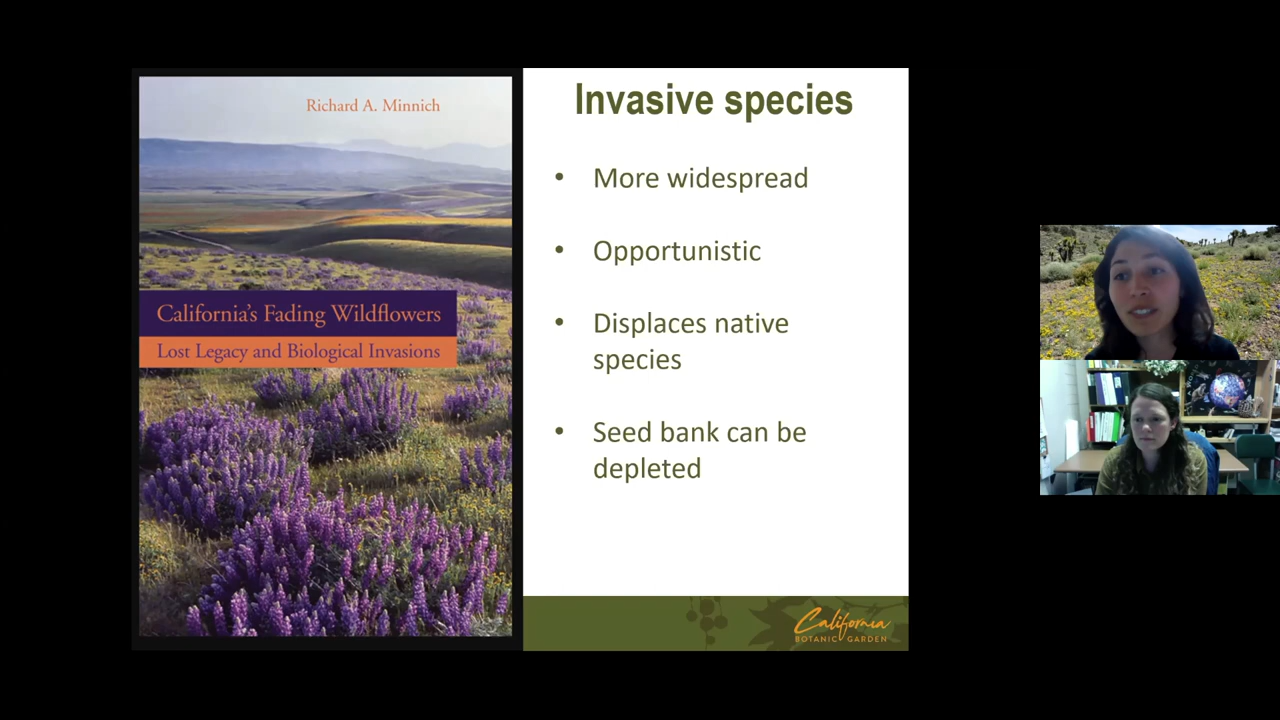 Richard A. Minnich
California's Fading Wildflowers
Lost Legacy and Biological Invasions
Invasive species
• More widespread
• Opportunistic
• Displaces native
species
• Seed bank can be
depleted
California
BOTANIC GARDEN